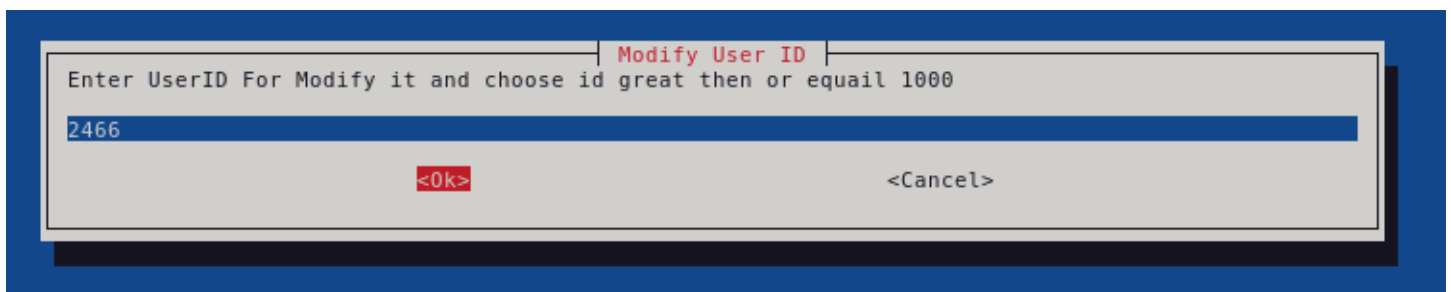 Modify User ID
Enter UserID For Modify it and choose id great then or equail 1000
2466
<Ok> <Cancel>